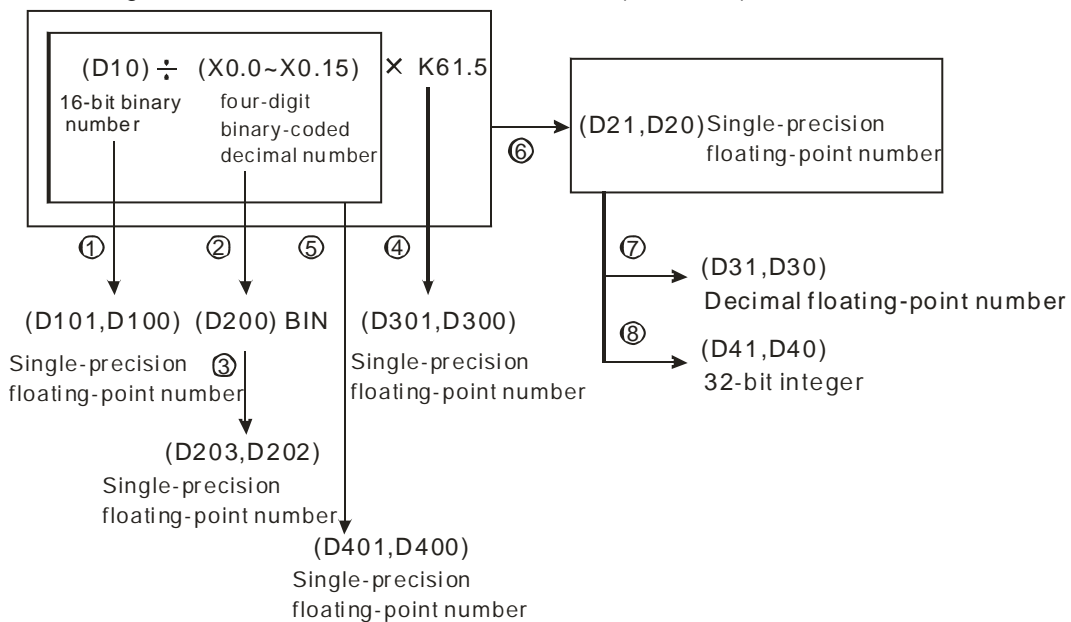 (D10) ÷ (X0.0~X0.15) × K61.5
16-bit binary number
four-digit binary-coded decimal number
⑥
(D21,D20) Single-precision
floating-point number
① ② ⑤ ④
⑦
(D31,D30)
Decimal floating-point number
⑧
(D41,D40)
32-bit integer
(D101,D100) (D200) BIN (D301,D300)
Single-precision
floating-point number
③
Single-precision
floating-point number
(D203,D202)
Single-precision
floating-point number
(D401,D400)
Single-precision
floating-point number